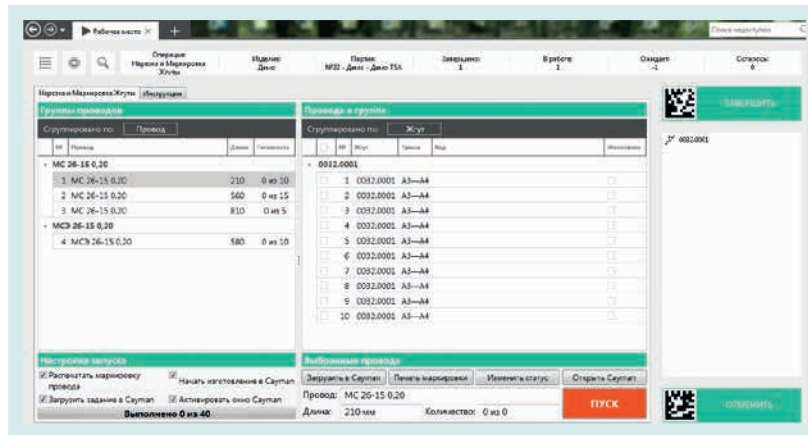 Рабочее место
Поиск недоступен
Операция: Изделие: Партия: Завершено: В работе: Ожидает: Осталось:
Нарезка и Маркировка Жгуты Демо №32 - Демо - Демо TSA 1 1 -1 0
Нарезка и Маркировка Жгуты Инструкции
Группы проводов
Сгруппировано по: Провод
№ Провод Длина Готовность
МС 26-15 0,20
1 МС 26-15 0,20 210 0 из 10
2 МС 26-15 0,20 560 0 из 15
3 МС 26-15 0,20 810 0 из 5
МСЭ 26-15 0,20
4 МСЭ 26-15 0,20 580 0 из 10
Провода в группе
Сгруппировано по: Жгут
№ Жгут Трасса Код
0032.0001
1 0032.0001 А3—А4
2 0032.0001 А3—А4
3 0032.0001 А3—А4
4 0032.0001 А3—А4
5 0032.0001 А3—А4
6 0032.0001 А3—А4
7 0032.0001 А3—А4
8 0032.0001 А3—А4
9 0032.0001 А3—А4
10 0032.0001 А3—А4
ЗАВЕРШИТЬ
0032.0001
Настройка запуска
Распечатать маркировку провода
Начать изготовление в Cayman
Загрузить задание в Cayman
Активировать окно Cayman
Выполнено 0 из 40
Выбранные провода
Загрузить в Cayman Печать маркировки Изменить статус Открыть Cayman
Провод: МС 26-15 0,20
Длина: 210 мм Количество: 0 из 0
ПУСК
ОТМЕНИТЬ